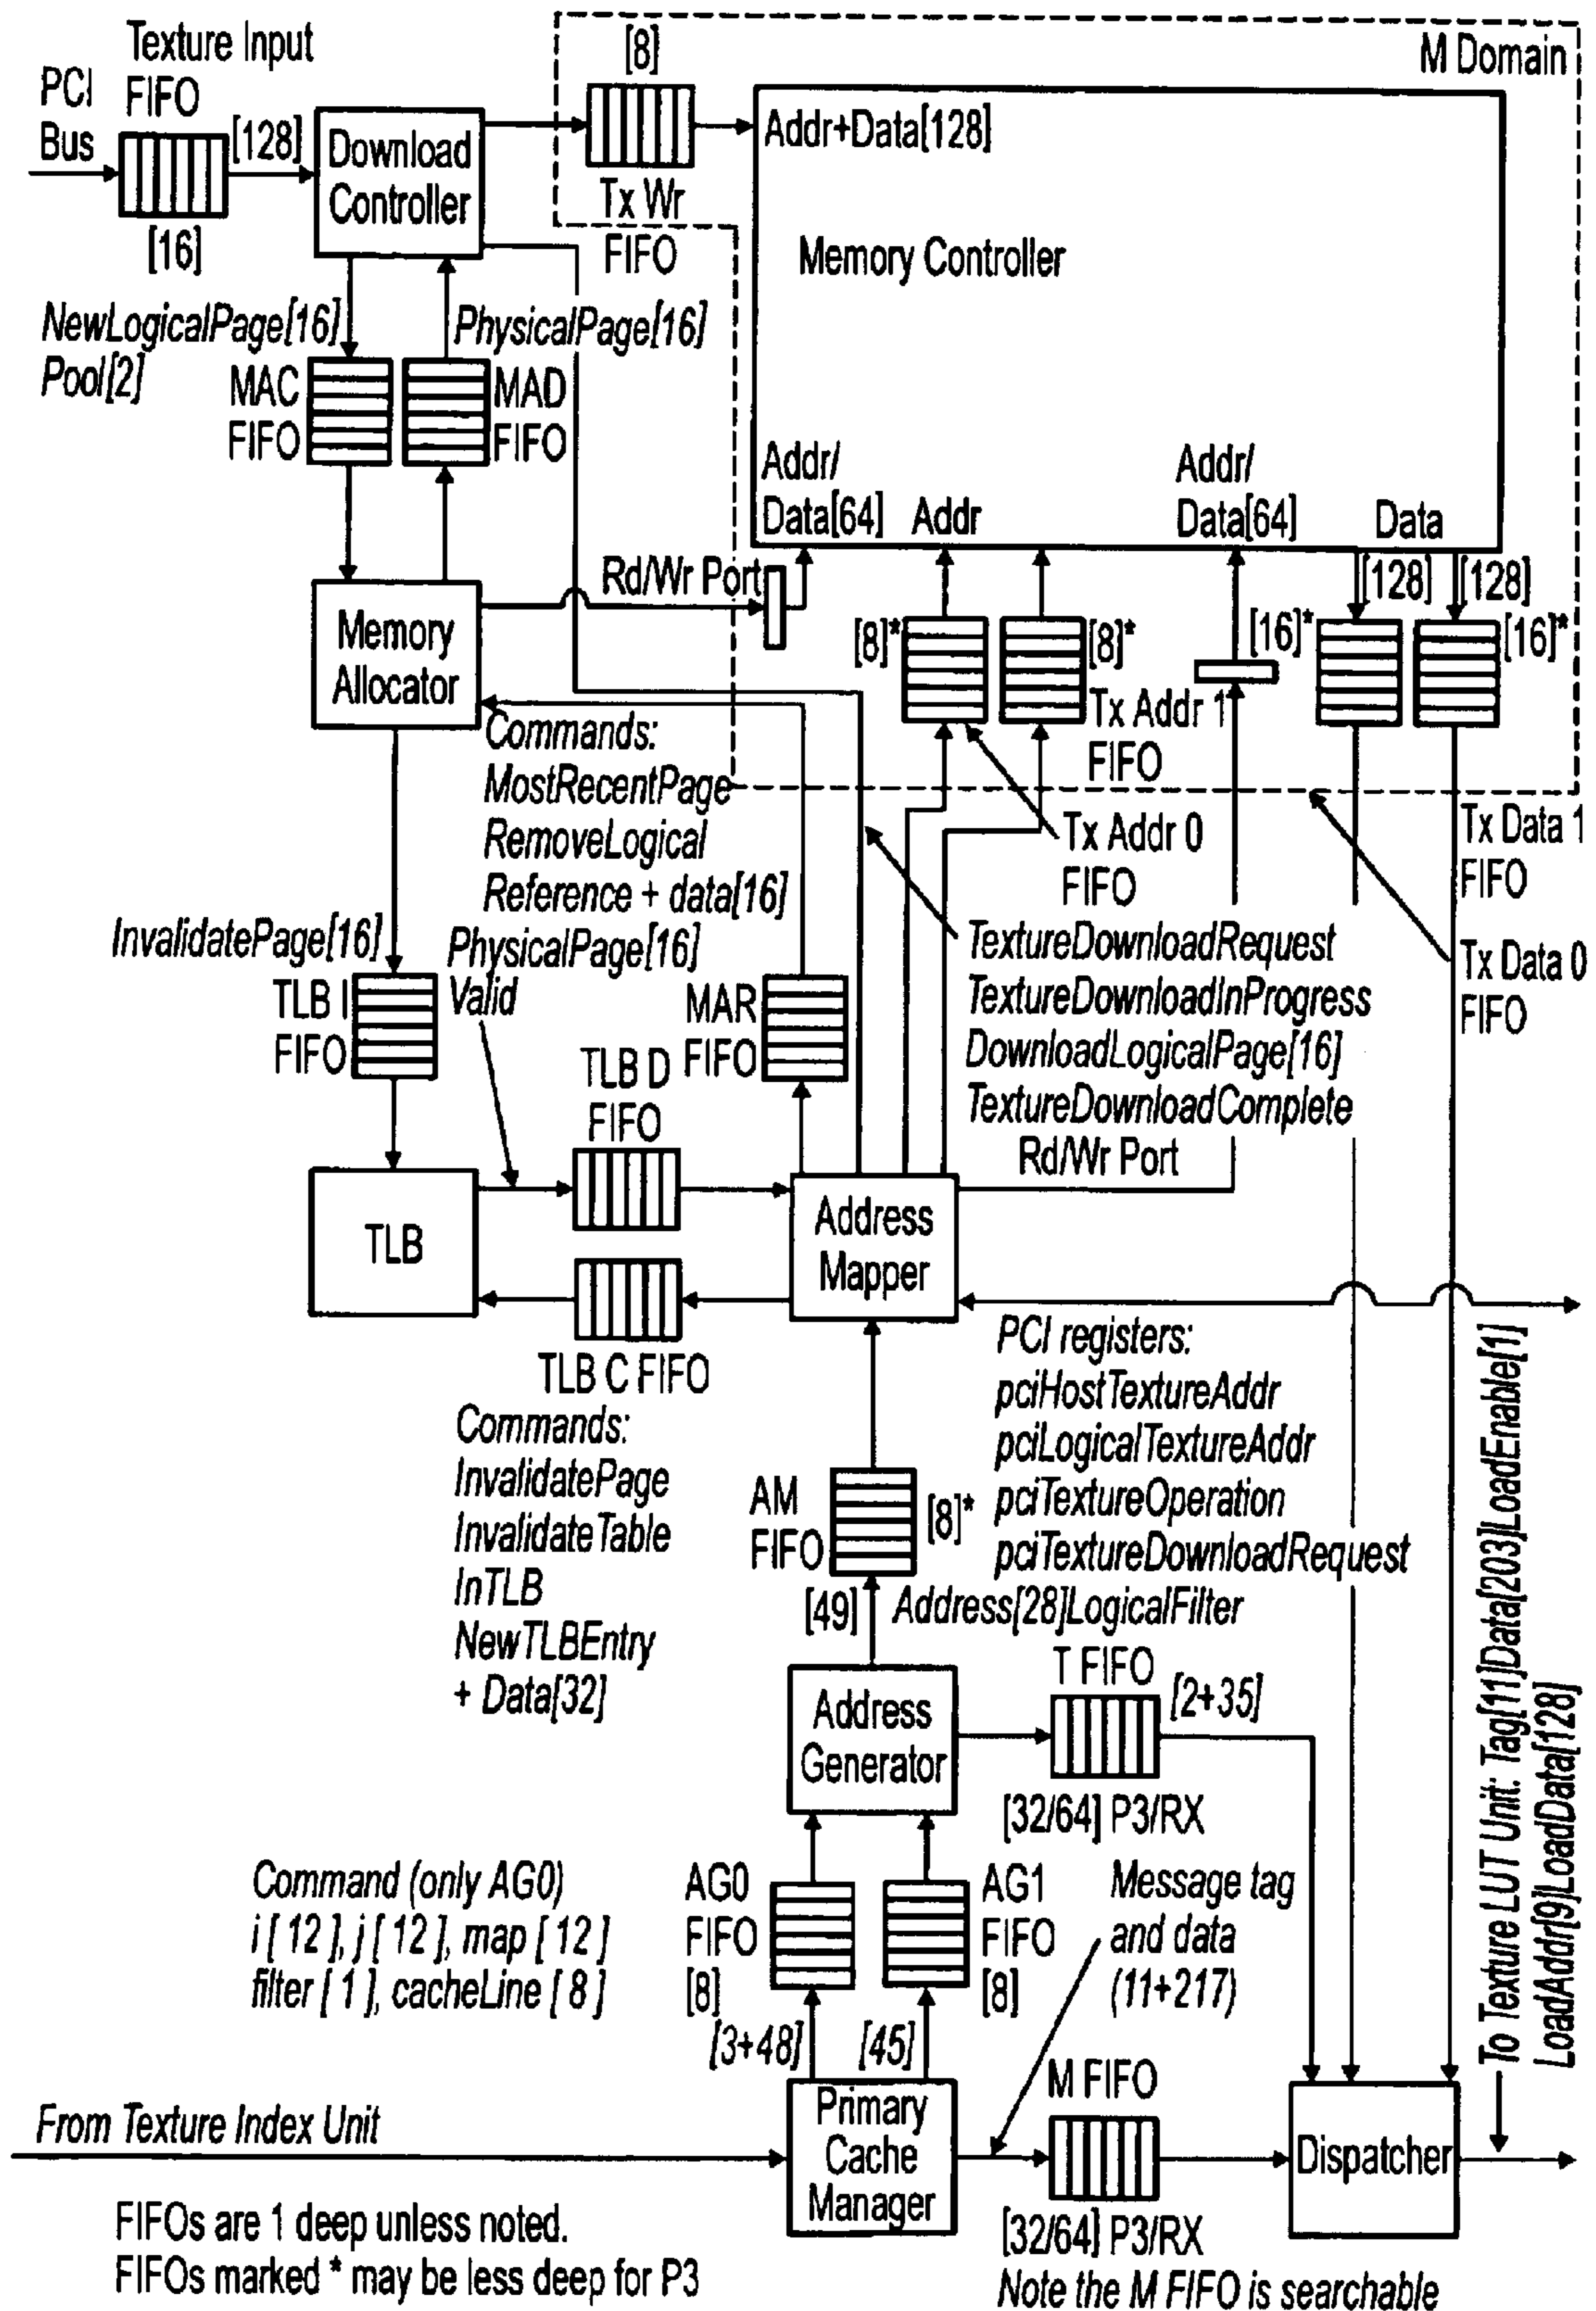 Texture Input
FIFO
PCI
Bus
[128]
[16]
Download
Controller
[8]
Tx Wr
FIFO
M Domain
Addr+Data[128]
Memory Controller
NewLogicalPage[16]
Pool[2]
PhysicalPage[16]
MAC
FIFO
MAD
FIFO
Addr/
Data[64]
Addr
Addr/
Data[64]
Data
Rd/Wr Port
[128]
[128]
Memory
Allocator
[8]*
[8]*
[16]*
[16]*
Tx Addr 1
FIFO
Commands:
MostRecentPage
RemoveLogical
Reference + data[16]
Tx Addr 0
FIFO
Tx Data 1
FIFO
InvalidatePage[16]
PhysicalPage[16]
Valid
TextureDownloadRequest
TextureDownloadInProgress
DownloadLogicalPage[16]
TextureDownloadComplete
Tx Data 0
FIFO
TLB I
FIFO
MAR
FIFO
TLB D
FIFO
Rd/Wr Port
TLB
Address
Mapper
TLB C FIFO
Commands:
InvalidatePage
InvalidateTable
InTLB
NewTLBEntry
+ Data[32]
PCI registers:
pciHostTextureAddr
pciLogicalTextureAddr
pciTextureOperation
pciTextureDownloadRequest
AM
FIFO
[8]*
[49]
Address[28]LogicalFilter
T FIFO
[2+35]
Address
Generator
[32/64] P3/RX
To Texture LUT Unit: Tag[11]Data[203]LoadEnable[1]
LoadAddr[9]LoadData[128]
Command (only AG0)
i [ 12 ], j [ 12 ], map [ 12 ]
filter [ 1 ], cacheLine [ 8 ]
AG0
FIFO
[8]
AG1
FIFO
[8]
Message tag
and data
(11+217)
[3+48]
[45]
M FIFO
From Texture Index Unit
Primary
Cache
Manager
Dispatcher
[32/64] P3/RX
Note the M FIFO is searchable
FIFOs are 1 deep unless noted.
FIFOs marked * may be less deep for P3